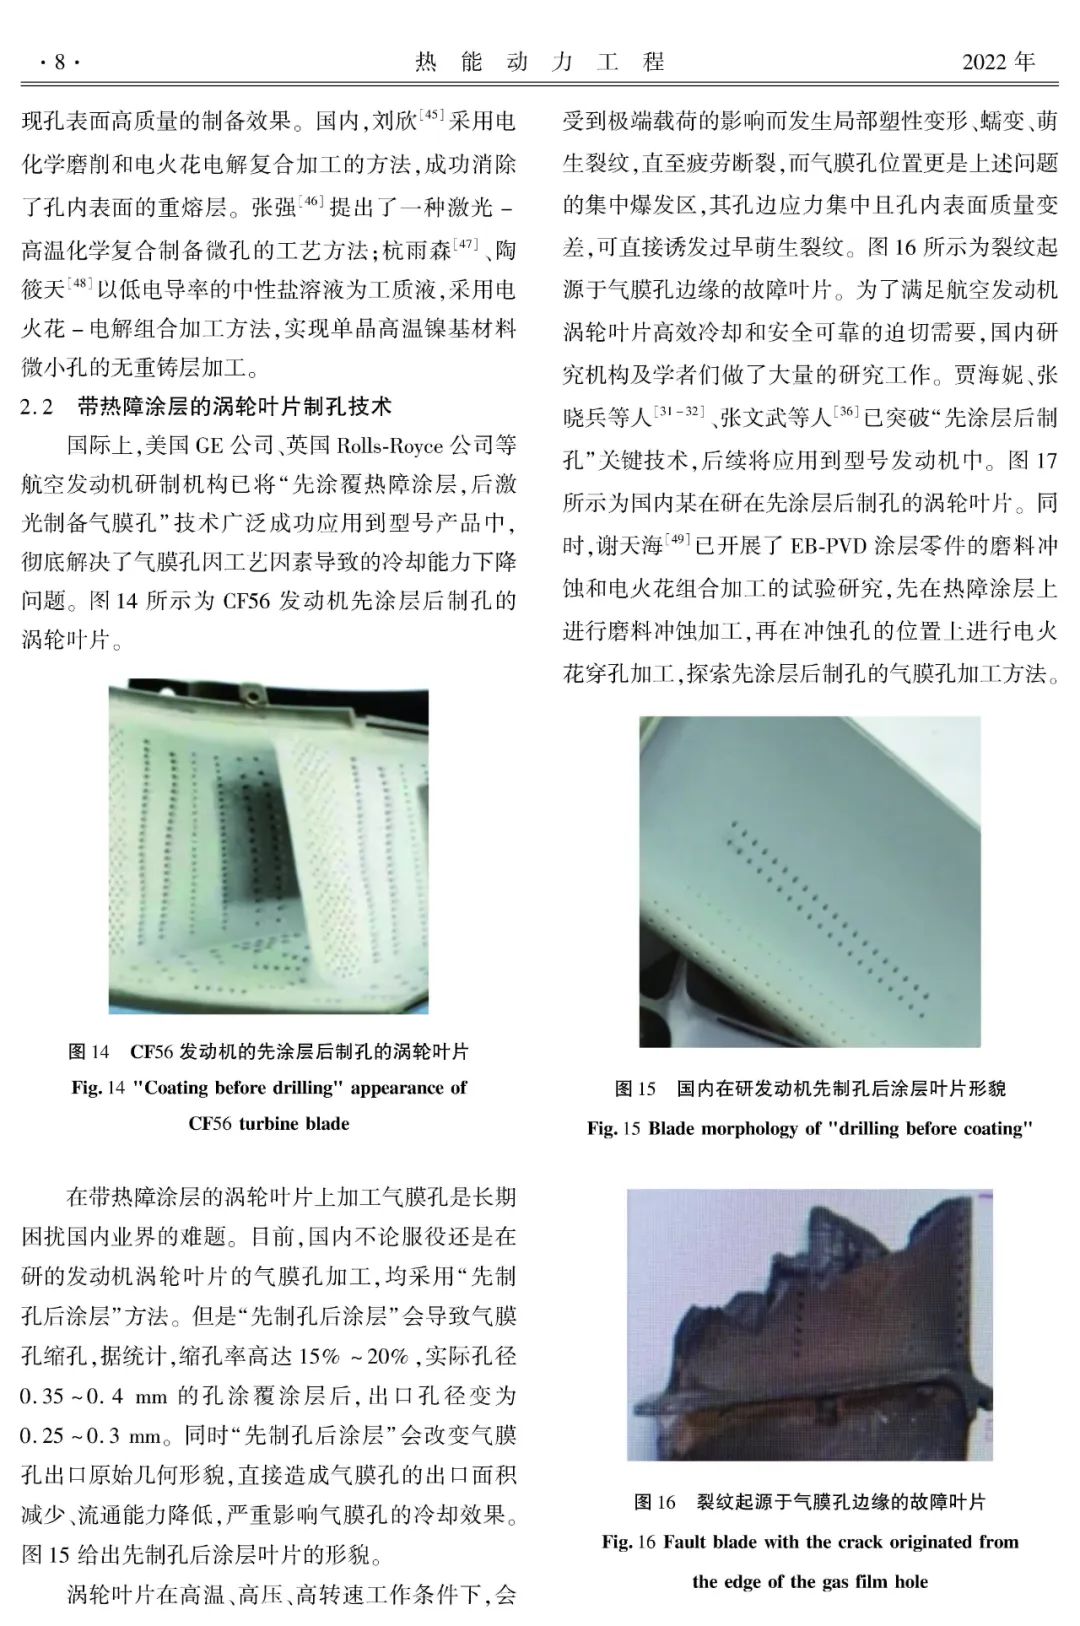 ·8·
热 能 动 力 工 程
2022 年
现孔表面高质量的制备效果。国内,刘欣[45]采用电
化学磨削和电火花电解复合加工的方法,成功消除
了孔内表面的重熔层。张强[46]提出了一种激光-
高温化学复合制备微孔的工艺方法;杭雨森[47]、陶
筱天[48]以低电导率的中性盐溶液为工质液,采用电
火花-电解组合加工方法,实现单晶高温镍基材料
微小孔的无重铸层加工。
2.2 带热障涂层的涡轮叶片制孔技术
国际上,美国 GE 公司、英国 Rolls-Royce 公司等
航空发动机研制机构已将“先涂覆热障涂层,后激
光制备气膜孔”技术广泛成功应用到型号产品中,
彻底解决了气膜孔因工艺因素导致的冷却能力下降
问题。图 14 所示为 CF56 发动机先涂层后制孔的
涡轮叶片。
图 14 CF56 发动机的先涂层后制孔的涡轮叶片
Fig. 14 "Coating before drilling" appearance of
CF56 turbine blade
在带热障涂层的涡轮叶片上加工气膜孔是长期
困扰国内业界的难题。目前,国内不论服役还是在
研的发动机涡轮叶片的气膜孔加工,均采用“先制
孔后涂层”方法。但是“先制孔后涂层”会导致气膜
孔缩孔,据统计,缩孔率高达 15% ~20%,实际孔径
0.35~0.4 mm 的孔涂覆涂层后,出口孔径变为
0.25~0.3 mm。同时“先制孔后涂层”会改变气膜
孔出口原始几何形貌,直接造成气膜孔的出口面积
减少、流通能力降低,严重影响气膜孔的冷却效果。
图 15 给出先制孔后涂层叶片的形貌。
涡轮叶片在高温、高压、高转速工作条件下,会
受到极端载荷的影响而发生局部塑性变形、蠕变、萌
生裂纹,直至疲劳断裂,而气膜孔位置更是上述问题
的集中爆发区,其孔边应力集中且孔内表面质量变
差,可直接诱发过早萌生裂纹。图 16 所示为裂纹起
源于气膜孔边缘的故障叶片。为了满足航空发动机
涡轮叶片高效冷却和安全可靠的迫切需要,国内研
究机构及学者们做了大量的研究工作。贾海妮、张
晓兵等人[31-32]、张文武等人[36]已突破“先涂层后制
孔”关键技术,后续将应用到型号发动机中。图 17
所示为国内某在研在先涂层后制孔的涡轮叶片。同
时,谢天海[49]已开展了 EB-PVD 涂层零件的磨料冲
蚀和电火花组合加工的试验研究,先在热障涂层上
进行磨料冲蚀加工,再在冲蚀孔的位置上进行电火
花穿孔加工,探索先涂层后制孔的气膜孔加工方法。
图 15 国内在研发动机先制孔后涂层叶片形貌
Fig. 15 Blade morphology of "drilling before coating"
图 16 裂纹起源于气膜孔边缘的故障叶片
Fig. 16 Fault blade with the crack originated from
the edge of the gas film hole